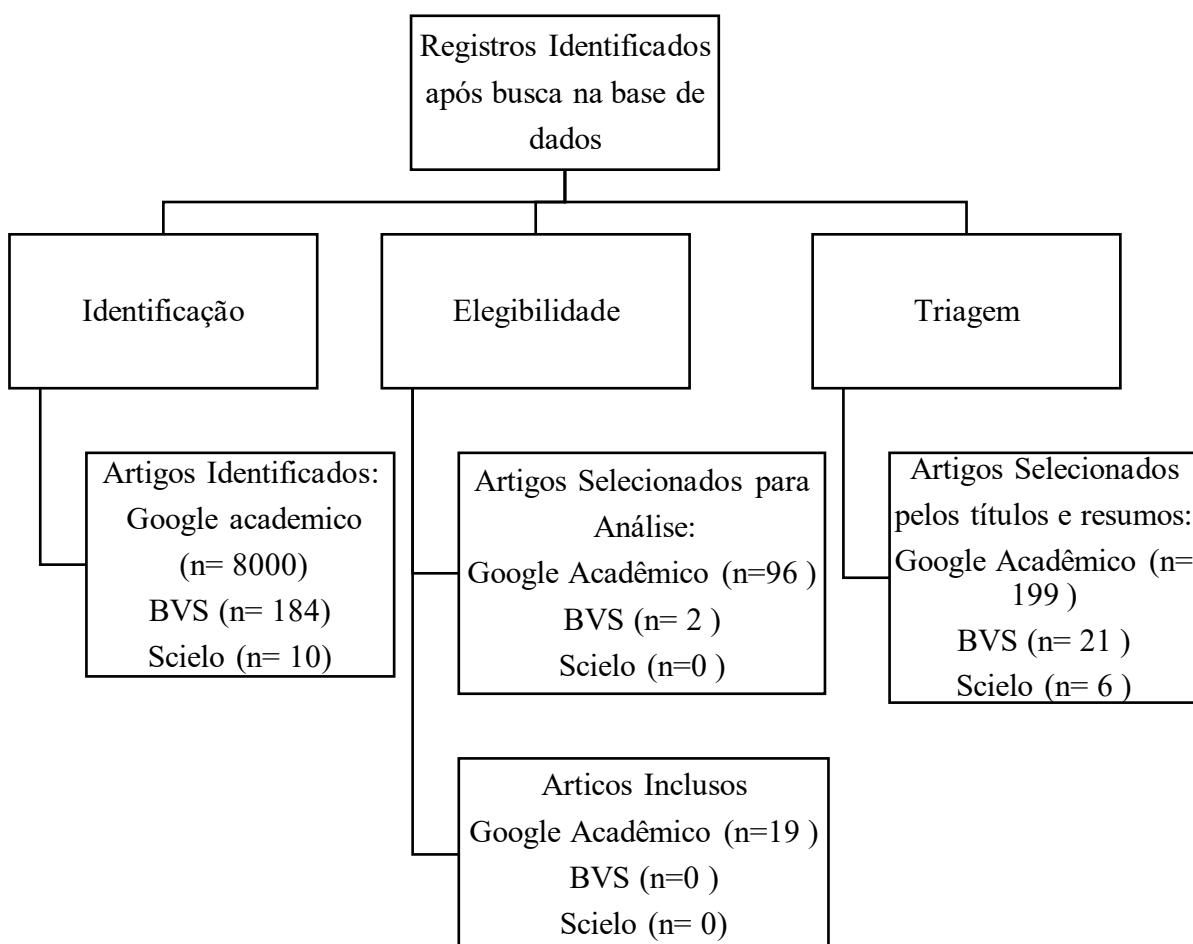 Registros Identificados
após busca na base de
dados
Identificação
Elegibilidade
Triagem
Artigos Identificados:
Google academico
(n= 8000)
BVS (n= 184)
Scielo (n= 10)
Artigos Selecionados para
Análise:
Google Acadêmico (n=96 )
BVS (n= 2 )
Scielo (n=0 )
Artigos Selecionados
pelos títulos e resumos:
Google Acadêmico (n=
199 )
BVS (n= 21 )
Scielo (n= 6 )
Articos Inclusos
Google Acadêmico (n=19 )
BVS (n=0 )
Scielo (n= 0)